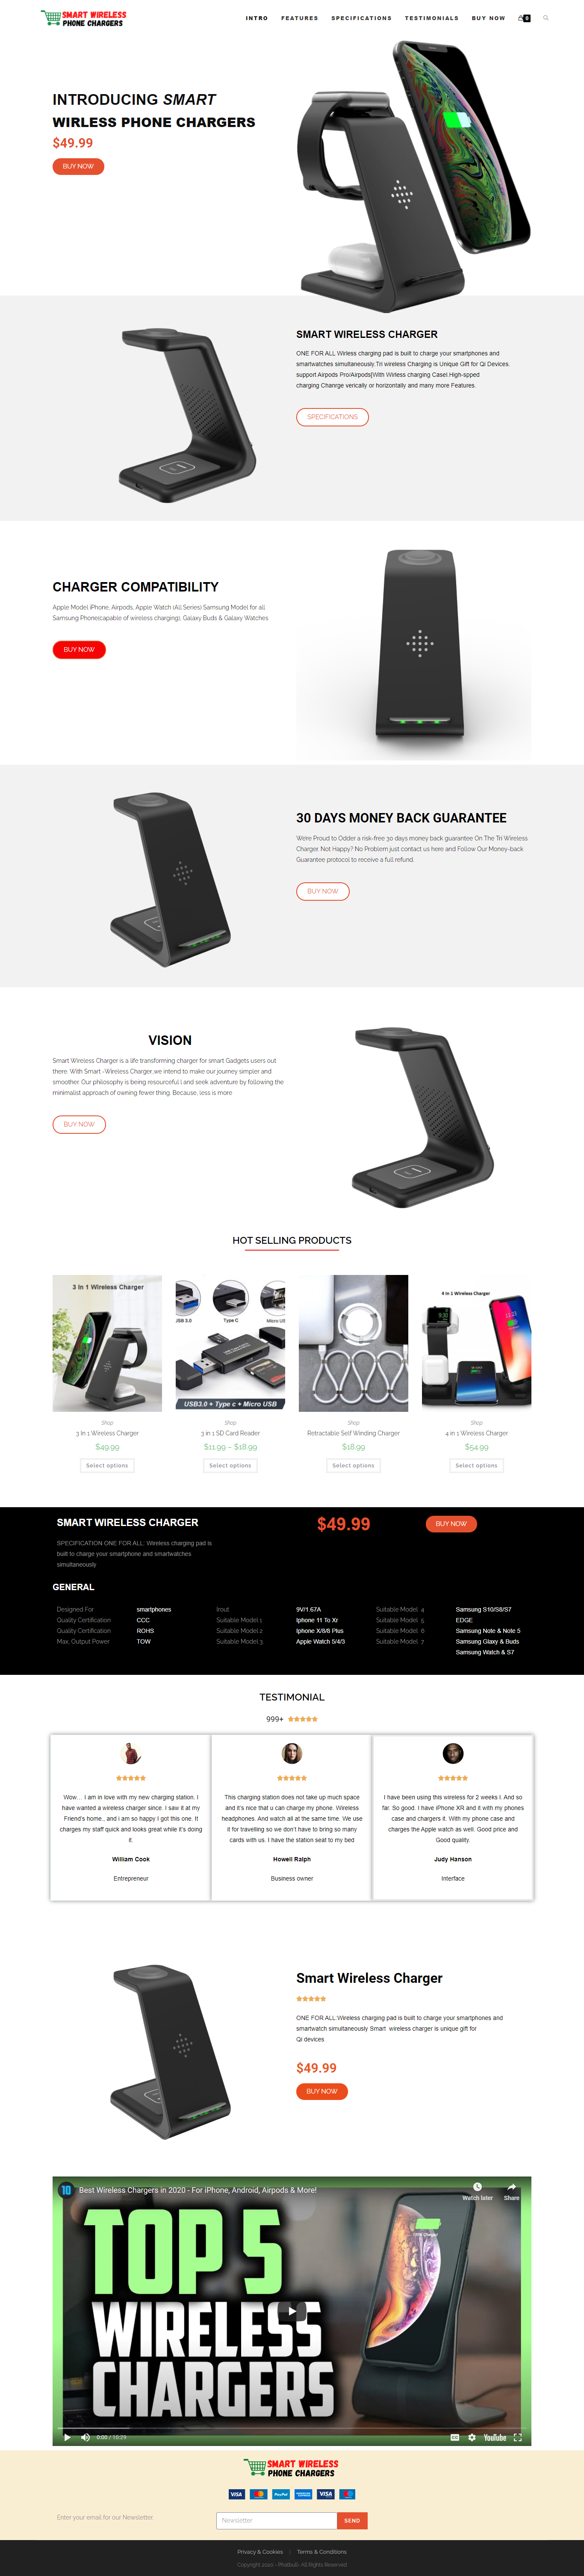 SMART WIRELESS
PHONE CHARGERS
INTRO FEATURES SPECIFICATIONS TESTIMONIALS BUY NOW 0
INTRODUCING SMART
WIRLESS PHONE CHARGERS
$49.99
BUY NOW
SMART WIRELESS CHARGER
ONE FOR ALL Wirless charging pad is built to charge your smartphones and
smartwatches simultaneously.Tri wireless Charging is Unique Gift for Qi Devices.
support Airpods Pro/Airpods[With Wirless charging Case].High-spped
charging Chanrge verically or horizontally and many more Features.
SPECIFICATIONS
CHARGER COMPATIBILITY
Apple Model iPhone, Airpods, Apple Watch (All Series) Samsung Model for all
Samsung Phone(capable of wireless charging), Galaxy Buds & Galaxy Watches
BUY NOW
30 DAYS MONEY BACK GUARANTEE
We're Proud to Odder a risk-free 30 days money back guarantee On The Tri Wireless
Charger. Not Happy? No Problem just contact us here and Follow Our Money-back
Guarantee protocol to receive a full refund.
BUY NOW
VISION
Smart Wireless Charger is a life transforming charger for smart Gadgets users out
there. With Smart -Wireless Charger, we intend to make our journey simpler and
smoother. Our philosophy is being resourceful l and seek adventure by following the
minimalist approach of owning fewer thing. Because, less is more
BUY NOW
HOT SELLING PRODUCTS
3 In 1 Wireless Charger
USB 3.0 Type C Micro US
USB3.0 + Type c + Micro USB
4 in 1 Wireless Charger
Shop Shop Shop Shop
3 In 1 Wireless Charger 3 in 1 SD Card Reader Retractable Self Winding Charger 4 in 1 Wireless Charger
$49.99 $11.99 – $18.99 $18.99 $54.99
Select options Select options Select options Select options
SMART WIRELESS CHARGER $49.99 BUY NOW
SPECIFICATION ONE FOR ALL: Wireless charging pad is
built to charge your smartphone and smartwatches
simultaneously
GENERAL
Designed For smartphones Irout 9V/1.67A Suitable Model 4 Samsung S10/S8/S7
Quality Certification CCC Suitable Model 1 Iphone 11 To Xr Suitable Model 5 EDGE
Quality Certification ROHS Suitable Model 2 Iphone X/8/8 Plus Suitable Model 6 Samsung Note & Note 5
Max. Output Power TOW Suitable Model 3 Apple Watch 5/4/3 Suitable Model 7 Samsung Glaxy & Buds
Samsung Watch & S7
TESTIMONIAL
999+
Wow… I am in love with my new charging station. I
have wanted a wireless charger since. I saw it at my
Friend's home., and i am so happy I got this one. It
charges my staff quick and looks great while it's doing
it.
William Cook
Entrepreneur
This charging station does not take up much space
and it's nice that u can charge my phone. Wireless
headphones. And watch all at the same time. We use
it for travelling so we don't have to bring so many
cards with us. I have the station seat to my bed
Howell Ralph
Business owner
I have been using this wireless for 2 weeks I. And so
far. So good. I have iPhone XR and it with my phones
case and chargers it. With my phone case and
charges the Apple watch as well. Good price and
Good quality.
Judy Hanson
Interface
Smart Wireless Charger
ONE FOR ALL:Wireless charging pad is built to charge your smartphones and
smartwatch simultaneously Smart wireless charger is unique gift for
Qi devices
$49.99
BUY NOW
10 Best Wireless Chargers in 2020 - For iPhone, Android, Airpods & More!
Watch later Share
TOP 5
WIRELESS
CHARGERS
0:00 / 10:29 CC YouTube
SMART WIRELESS
PHONE CHARGERS
VISA PayPal VISA
Enter your email for our Newsletter. Newsletter SEND
Privacy & Cookies | Terms & Conditions
Copyright 2020 - Phatbull- All Rights Reserved